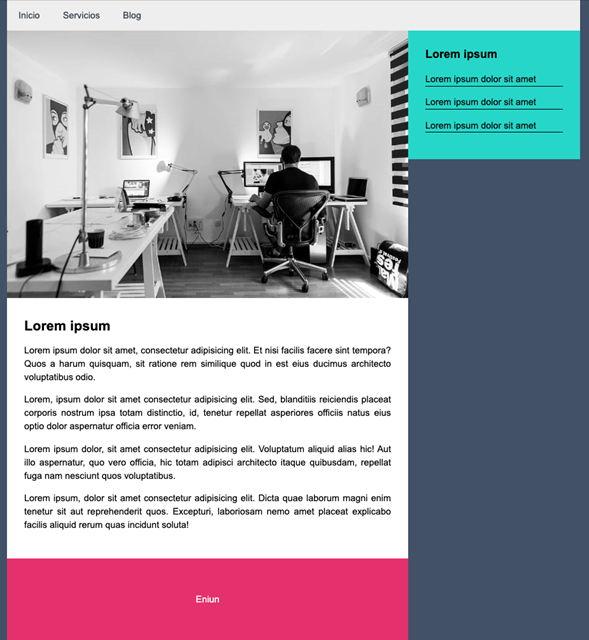 Inicio Servicios Blog
Lorem ipsum
Lorem ipsum dolor sit amet
Lorem ipsum dolor sit amet
Lorem ipsum dolor sit amet
Lorem ipsum
Lorem ipsum dolor sit amet, consectetur adipisicing elit. Et nisi facilis facere sint tempora?
Quos a harum quisquam, sit ratione rem similique quod in est eius ducimus architecto
voluptatibus odio.
Lorem, ipsum dolor sit amet consectetur adipisicing elit. Sed, blanditiis reiciendis placeat
corporis nostrum ipsa totam distinctio, id, tenetur repellat asperiores officiis natus eius
optio dolor aspernatur officia error veniam.
Lorem ipsum dolor, sit amet consectetur adipisicing elit. Voluptatum aliquid alias hic! Aut
illo aspernatur, quo vero officia, hic totam adipisci architecto itaque quibusdam, repellat
fuga nam nesciunt quos voluptatibus.
Lorem ipsum, dolor sit amet consectetur adipisicing elit. Dicta quae laborum magni enim
tenetur sit aut reprehenderit quos. Excepturi, laboriosam nemo amet placeat explicabo
facilis aliquid rerum quas incidunt soluta!
Eniun